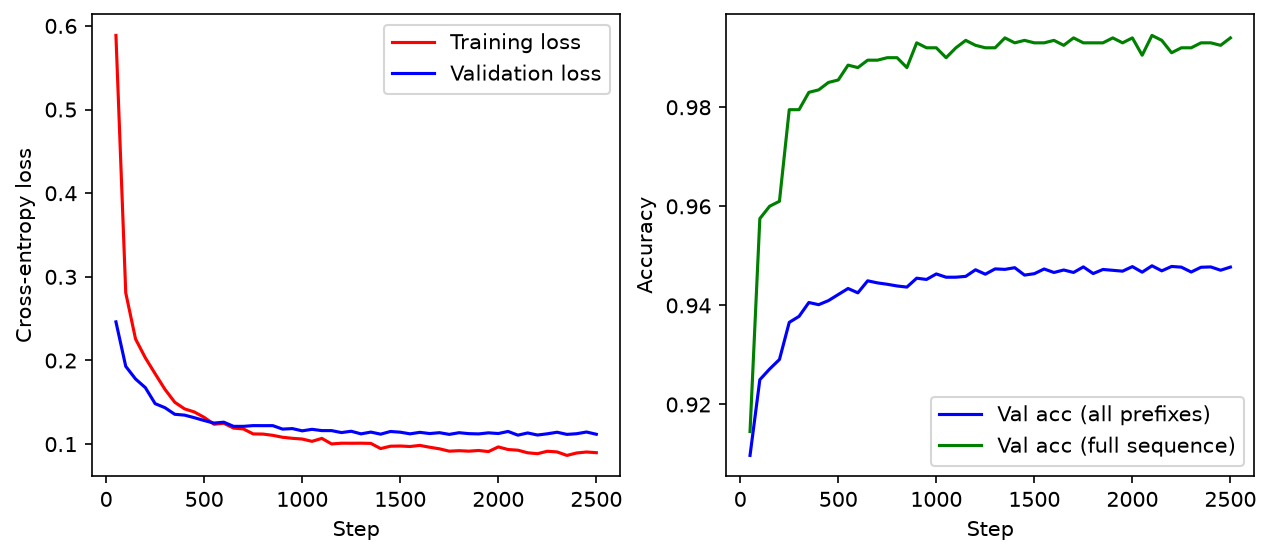 0.6
0.5
0.4
0.3
0.2
0.1
Cross-entropy loss
Training loss
Validation loss
0 500 1000 1500 2000 2500
Step
0.98
0.96
0.94
0.92
Accuracy
Val acc (all prefixes)
Val acc (full sequence)
0 500 1000 1500 2000 2500
Step